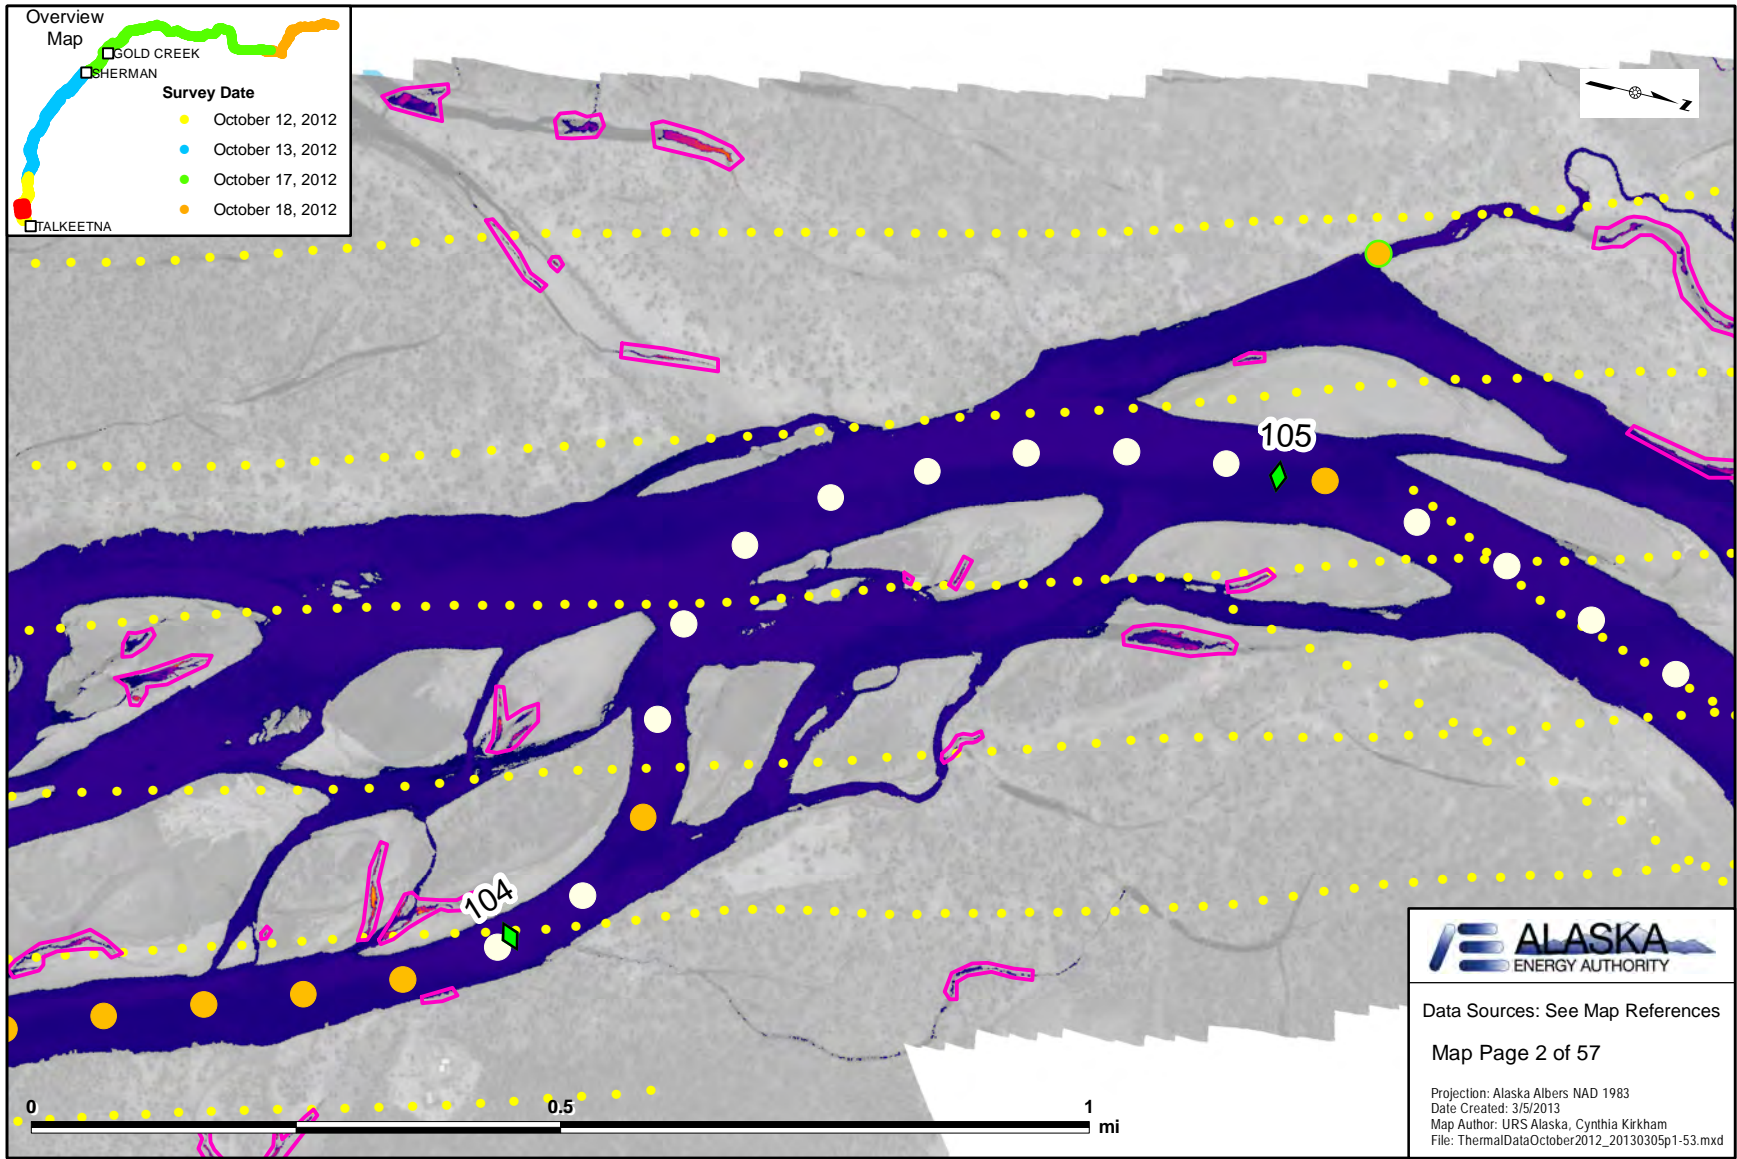 Overview
Map
GOLD CREEK
SHERMAN
Survey Date
October 12, 2012
October 13, 2012
October 17, 2012
October 18, 2012
TALKEETNA
Z
105
104
0
0.5
1
mi
ALASKA
ENERGY AUTHORITY
Data Sources: See Map References
Map Page 2 of 57
Projection: Alaska Albers NAD 1983
Date Created: 3/5/2013
Map Author: URS Alaska, Cynthia Kirkham
File: ThermalDataOctober2012_20130305p1-53.mxd